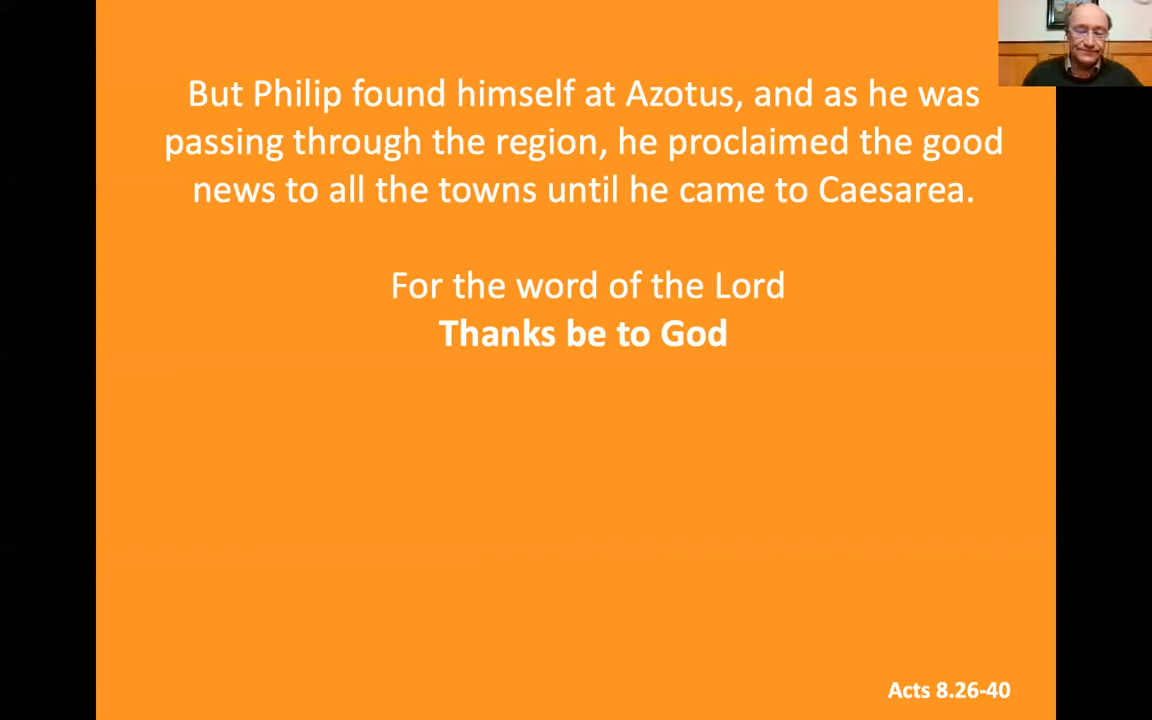 But Philip found himself at Azotus, and as he was
passing through the region, he proclaimed the good
news to all the towns until he came to Caesarea.
For the word of the Lord
Thanks be to God
Acts 8.26-40